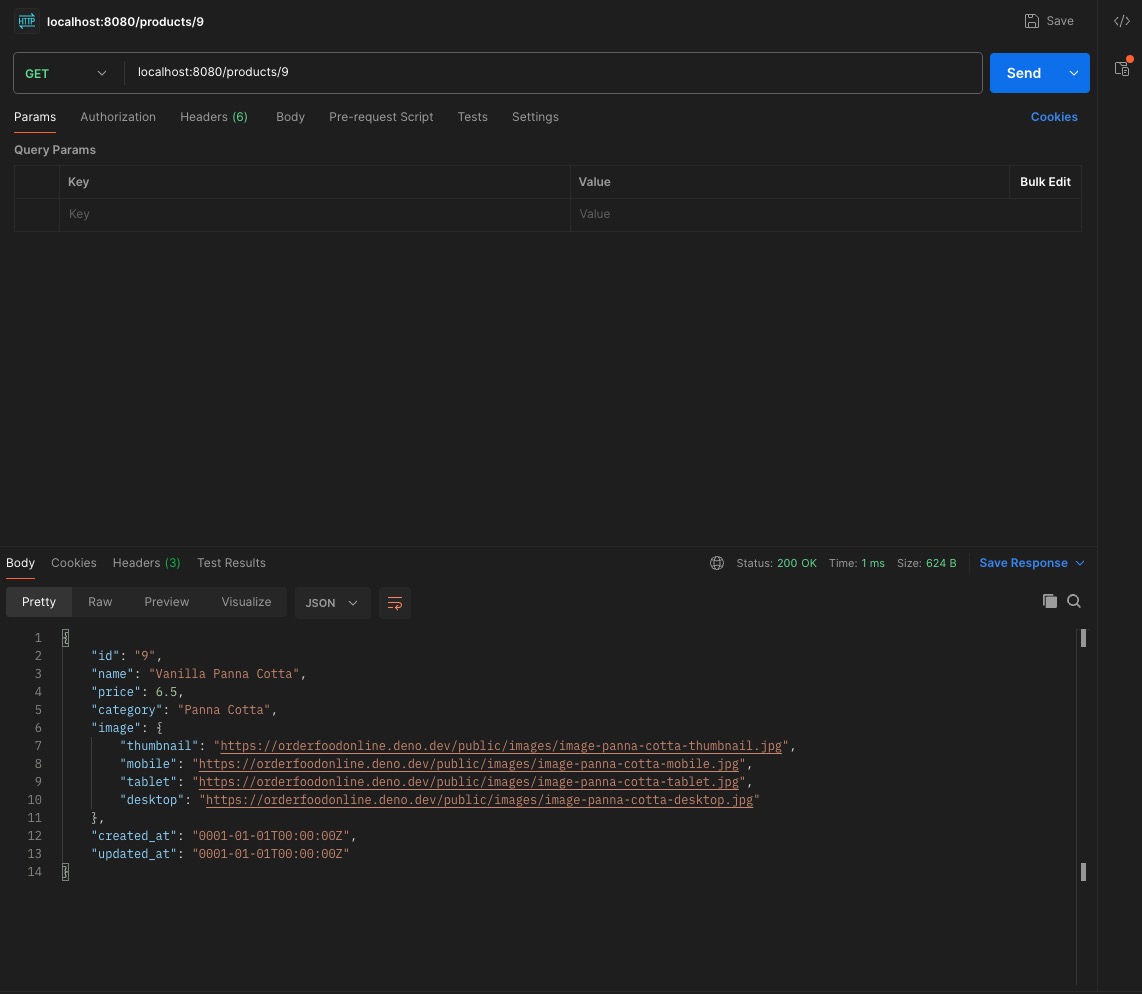 HTTP localhost:8080/products/9 Save
GET localhost:8080/products/9 Send
Params Authorization Headers (6) Body Pre-request Script Tests Settings Cookies
Query Params
Key Value Bulk Edit
Key Value
Body Cookies Headers (3) Test Results Status: 200 OK Time: 1 ms Size: 624 B Save Response
Pretty Raw Preview Visualize JSON
1 {
2 "id": "9",
3 "name": "Vanilla Panna Cotta",
4 "price": 6.5,
5 "category": "Panna Cotta",
6 "image": {
7 "thumbnail": "https://orderfoodonline.deno.dev/public/images/image-panna-cotta-thumbnail.jpg",
8 "mobile": "https://orderfoodonline.deno.dev/public/images/image-panna-cotta-mobile.jpg",
9 "tablet": "https://orderfoodonline.deno.dev/public/images/image-panna-cotta-tablet.jpg",
10 "desktop": "https://orderfoodonline.deno.dev/public/images/image-panna-cotta-desktop.jpg"
11 },
12 "created_at": "0001-01-01T00:00:00Z",
13 "updated_at": "0001-01-01T00:00:00Z"
14 }